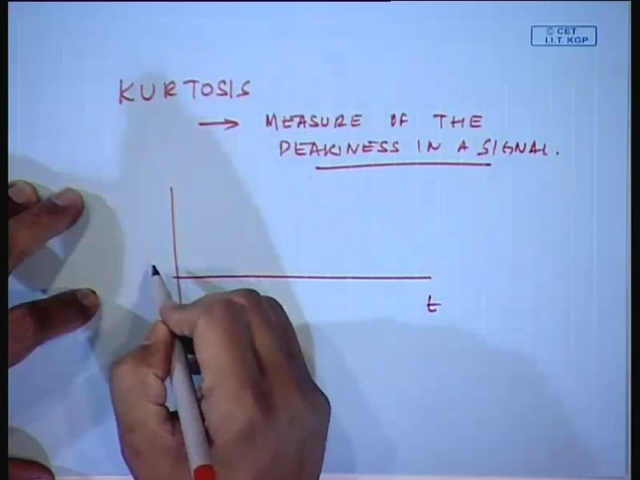 © CET
I.I.T. KGP
KURTOSIS
→ MEASURE OF THE
PEAKINESS IN A SIGNAL.
t